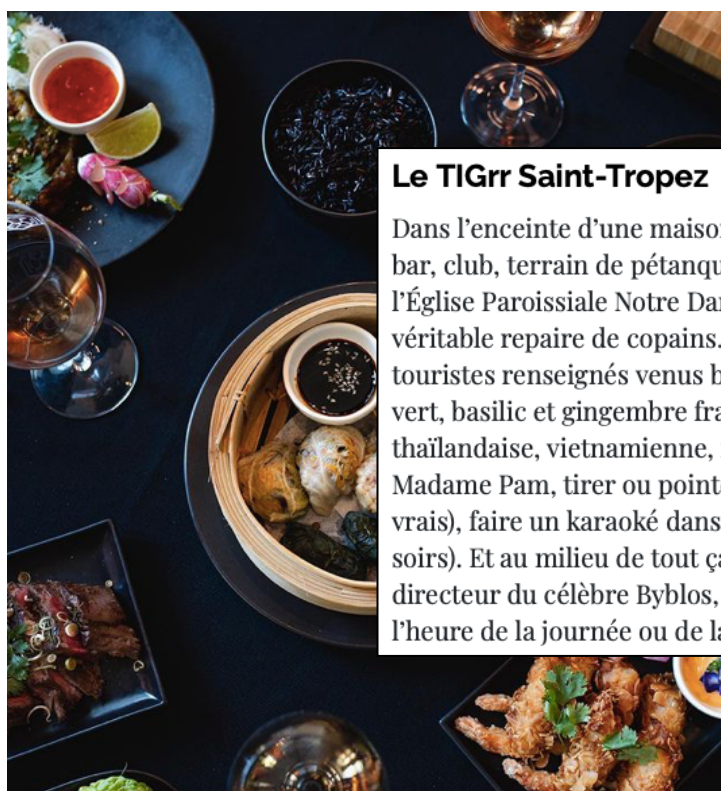 Le TIGrr Saint-Tropez
Dans l’enceinte d’une maison
bar, club, terrain de pétanqu
l’Église Paroissiale Notre Dam
véritable repaire de copains.
touristes renseignés venus b
vert, basilic et gingembre fra
thaïlandaise, vietnamienne,
Madame Pam, tirer ou pointe
vrais), faire un karaoké dans
soirs). Et au milieu de tout ça
directeur du célèbre Byblos,
l’heure de la journée ou de la